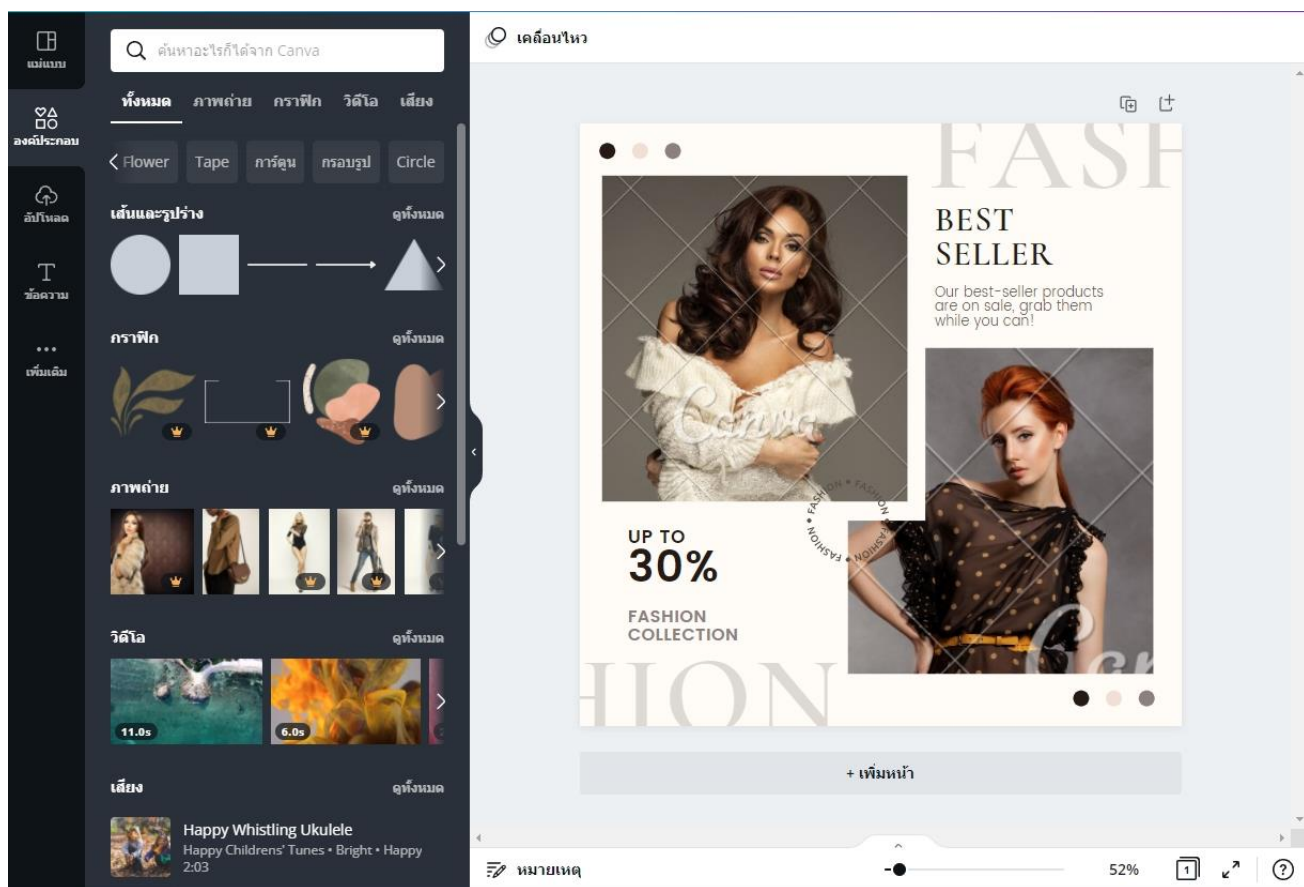 แม่แบบ
องค์ประกอบ
อัปโหลด
ข้อความ
เพิ่มเติม
ค้นหาอะไรก็ได้จาก Canva
ทั้งหมด ภาพถ่าย กราฟิก วิดีโอ เสียง
Flower Tape การ์ตูน กรอบรูป Circle
เส้นและรูปร่าง ดูทั้งหมด
กราฟิก ดูทั้งหมด
ภาพถ่าย ดูทั้งหมด
วิดีโอ ดูทั้งหมด
11.0s 6.0s
เสียง ดูทั้งหมด
Happy Whistling Ukulele
Happy Childrens' Tunes • Bright • Happy
2:03
เคลื่อนไหว
FASH
BEST
SELLER
Our best-seller products
are on sale, grab them
while you can!
Canva
FASHION • FASHION • FASHION • FASHION •
UP TO
30%
FASHION
COLLECTION
Can
HION
+ เพิ่มหน้า
หมายเหตุ 52% 1 ?